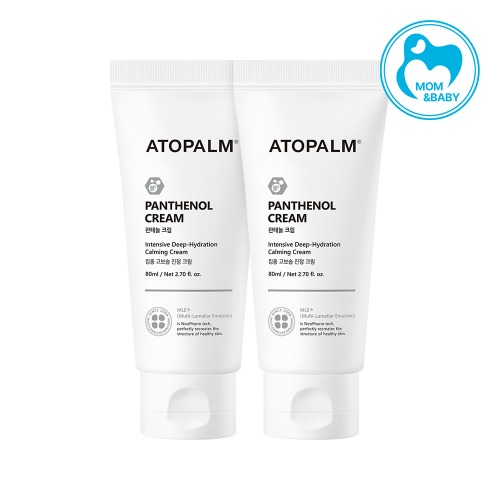 MOM
&BABY
ATOPALM®
PANTHENOL
CREAM
판테놀 크림
Intensive Deep-Hydration
Calming Cream
집중 고보습 진정 크림
80ml / Net 2.70 fl. oz.
MLE®
(Multi-Lamellar Emulsion)
is NeoPharm tech,
perfectly recreates the
structure of healthy skin.
ATOPALM®
PANTHENOL
CREAM
판테놀 크림
Intensive Deep-Hydration
Calming Cream
집중 고보습 진정 크림
80ml / Net 2.70 fl. oz.
MLE®
(Multi-Lamellar Emulsion)
is NeoPharm tech,
perfectly recreates the
structure of healthy skin.